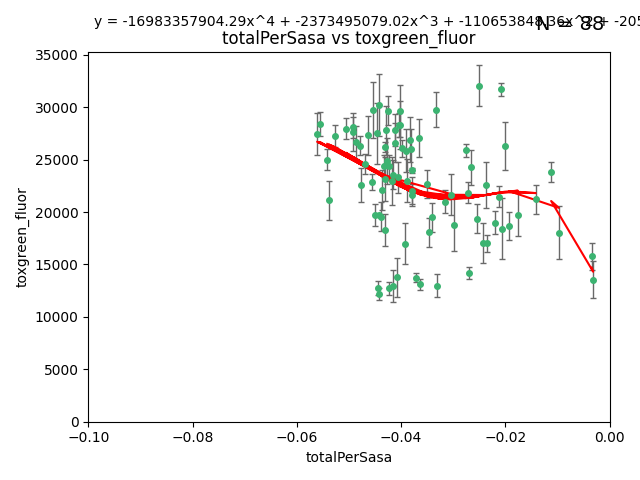 y = -16983357904.29x^4 + -2373495079.02x^3 + -110653848.36x^2 + -205
N = 88
totalPerSasa vs toxgreen_fluor
35000
30000
25000
20000
15000
10000
5000
0
toxgreen_fluor
−0.10 −0.08 −0.06 −0.04 −0.02 0.00
totalPerSasa